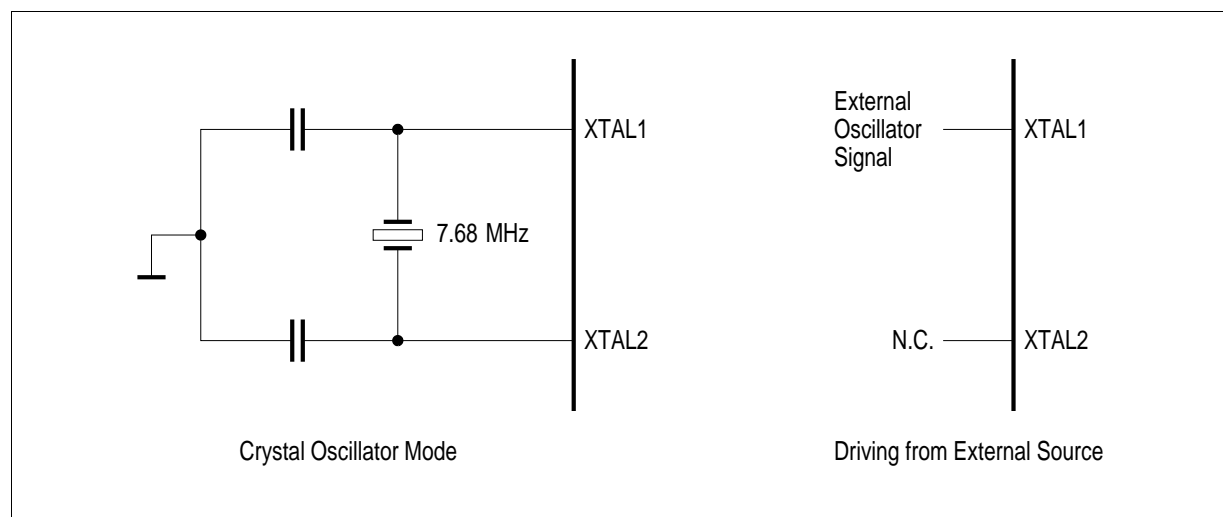 XTAL1
7.68 MHz
XTAL2
Crystal Oscillator Mode
External
Oscillator
Signal
XTAL1
N.C.
XTAL2
Driving from External Source